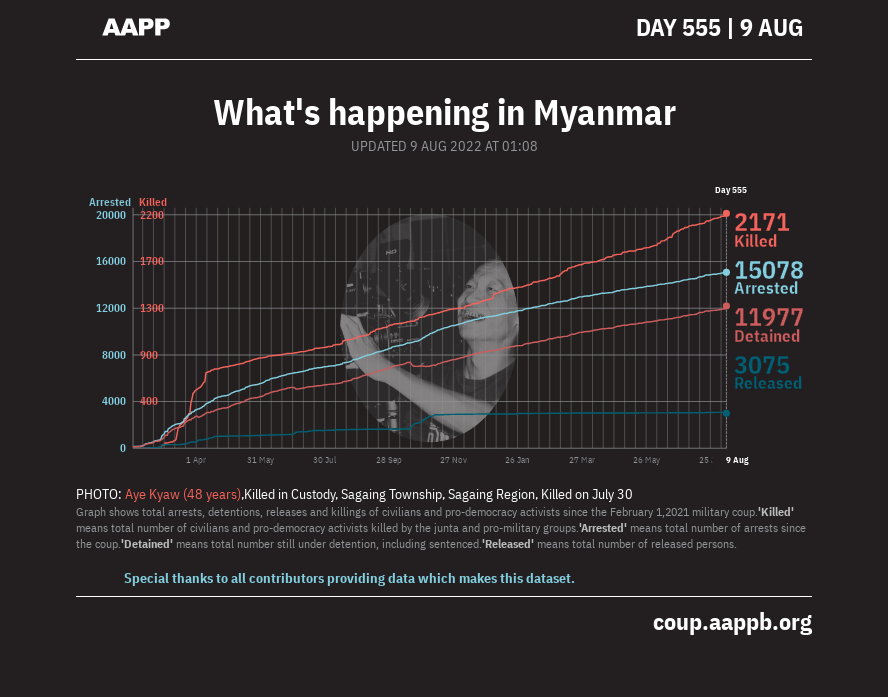 AAPP
DAY 555 | 9 AUG
What's happening in Myanmar
UPDATED 9 AUG 2022 AT 01:08
Day 555
Arrested Killed
20000 2200
16000 1700
12000 1300
8000 900
4000 400
0
2171
Killed
15078
Arrested
11977
Detained
3075
Released
1 Apr 31 May 30 Jul 28 Sep 27 Nov 26 Jan 27 Mar 26 May 25 9 Aug
PHOTO: Aye Kyaw (48 years),Killed in Custody, Sagaing Township, Sagaing Region, Killed on July 30
Graph shows total arrests, detentions, releases and killings of civilians and pro-democracy activists since the February 1,2021 military coup.'Killed'
means total number of civilians and pro-democracy activists killed by the junta and pro-military groups.'Arrested' means total number of arrests since
the coup.'Detained' means total number still under detention, including sentenced.'Released' means total number of released persons.
Special thanks to all contributors providing data which makes this dataset.
coup.aappb.org